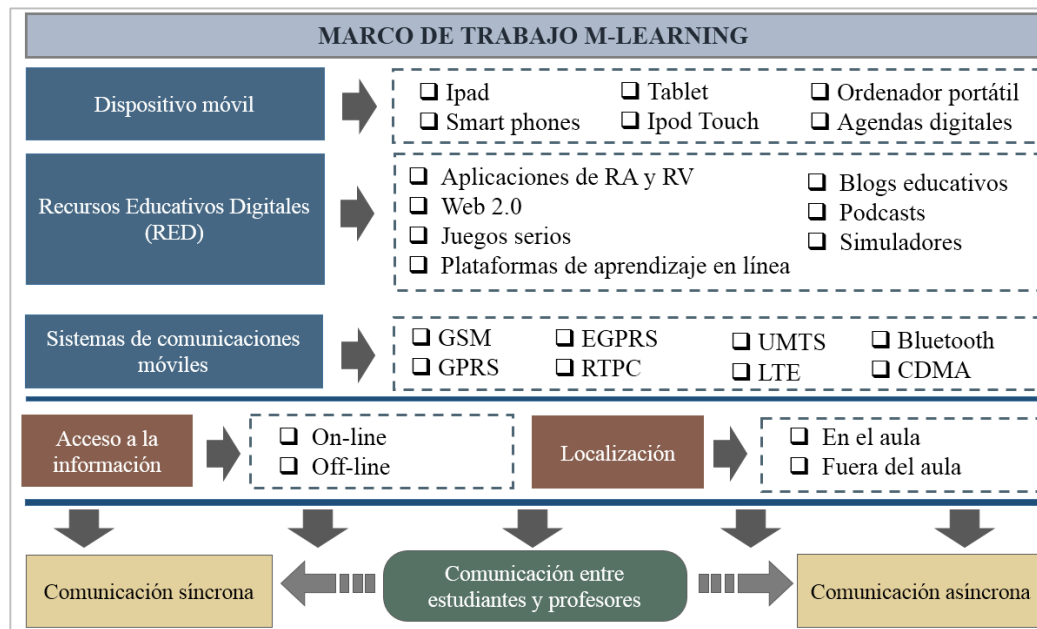 MARCO DE TRABAJO M-LEARNING
Dispositivo móvil
Ipad
Smart phones
Tablet
Ipod Touch
Ordenador portátil
Agendas digitales
Recursos Educativos Digitales
(RED)
Aplicaciones de RA y RV
Web 2.0
Juegos serios
Plataformas de aprendizaje en línea
Blogs educativos
Podcasts
Simuladores
Sistemas de comunicaciones
móviles
GSM
GPRS
EGPRS
RTPC
UMTS
LTE
Bluetooth
CDMA
Acceso a la
información
On-line
Off-line
Localización
En el aula
Fuera del aula
Comunicación síncrona
Comunicación entre
estudiantes y profesores
Comunicación asíncrona